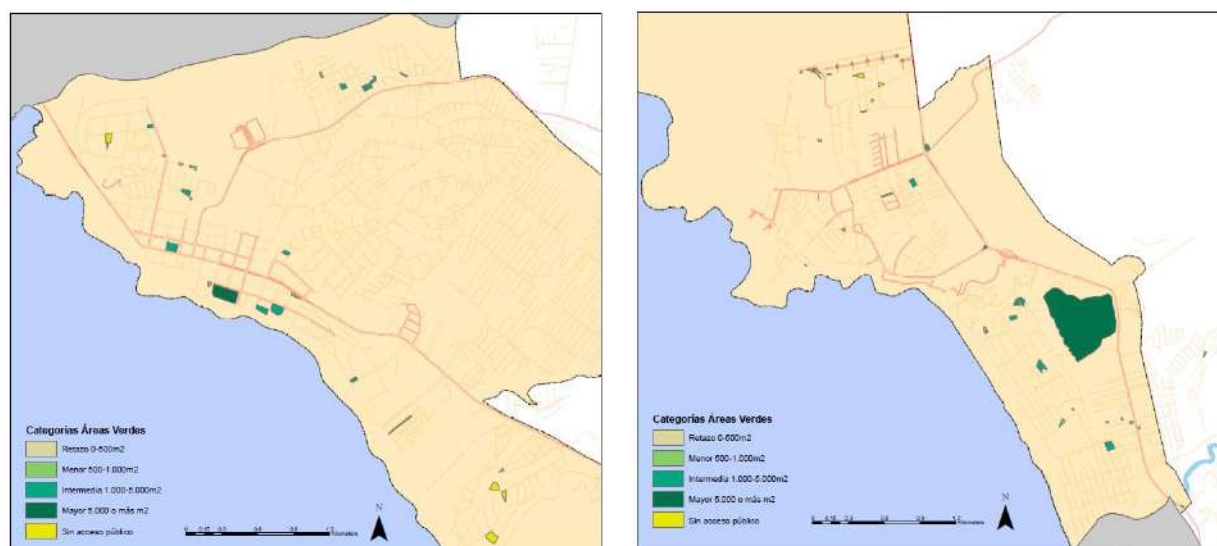 Categorías Áreas Verdes
Retazo 0-500m2
Menor 500-1.000m2
Intermedia 1.000-5.000m2
Mayor 5.000 o más m2
Sin acceso público
N
Categorías Áreas Verdes
Retazo 0-500m2
Menor 500-1.000m2
Intermedia 1.000-5.000m2
Mayor 5.000 o más m2
Sin acceso público
N